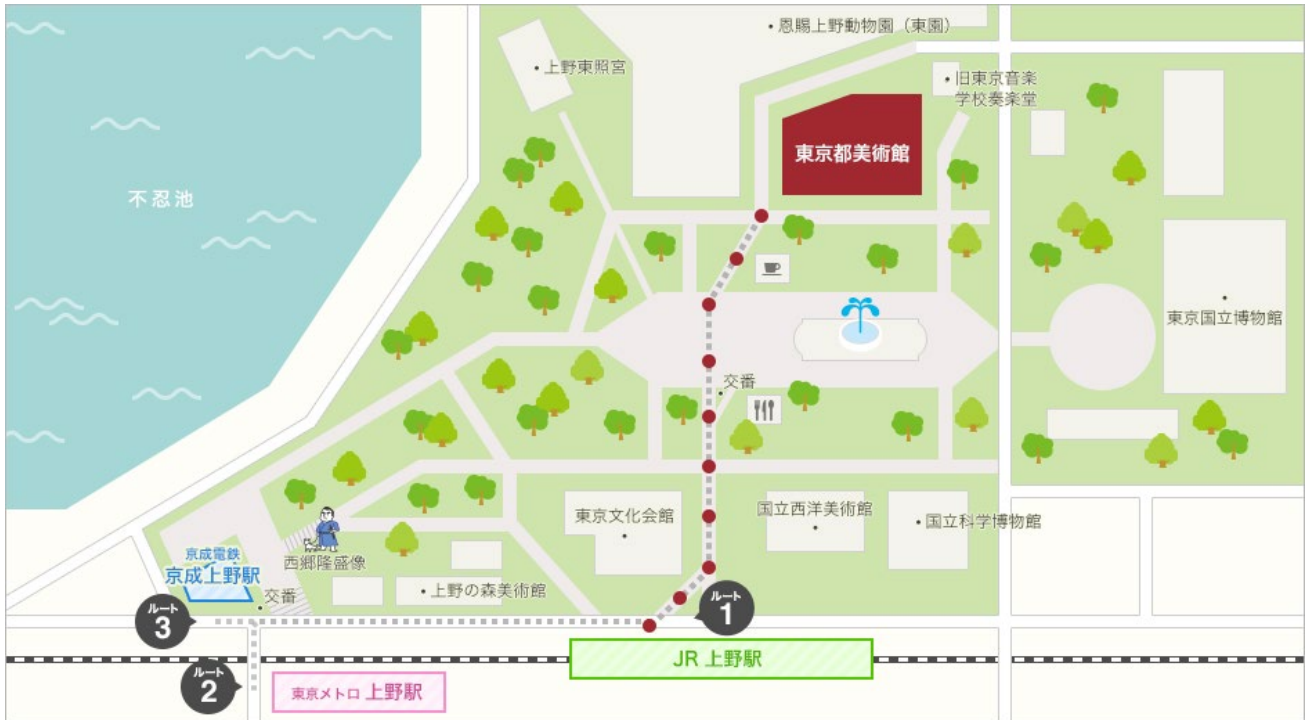 ・恩賜上野動物園（東園）
・上野東照宮
・旧東京音楽
学校奏楽堂
東京都美術館
不忍池
・東京国立博物館
交番
東京文化会館
国立西洋美術館
・国立科学博物館
京成電鉄
京成上野駅
西郷隆盛像
・上野の森美術館
・交番
ルート
1
ルート
3
JR 上野駅
ルート
2
東京メトロ 上野駅